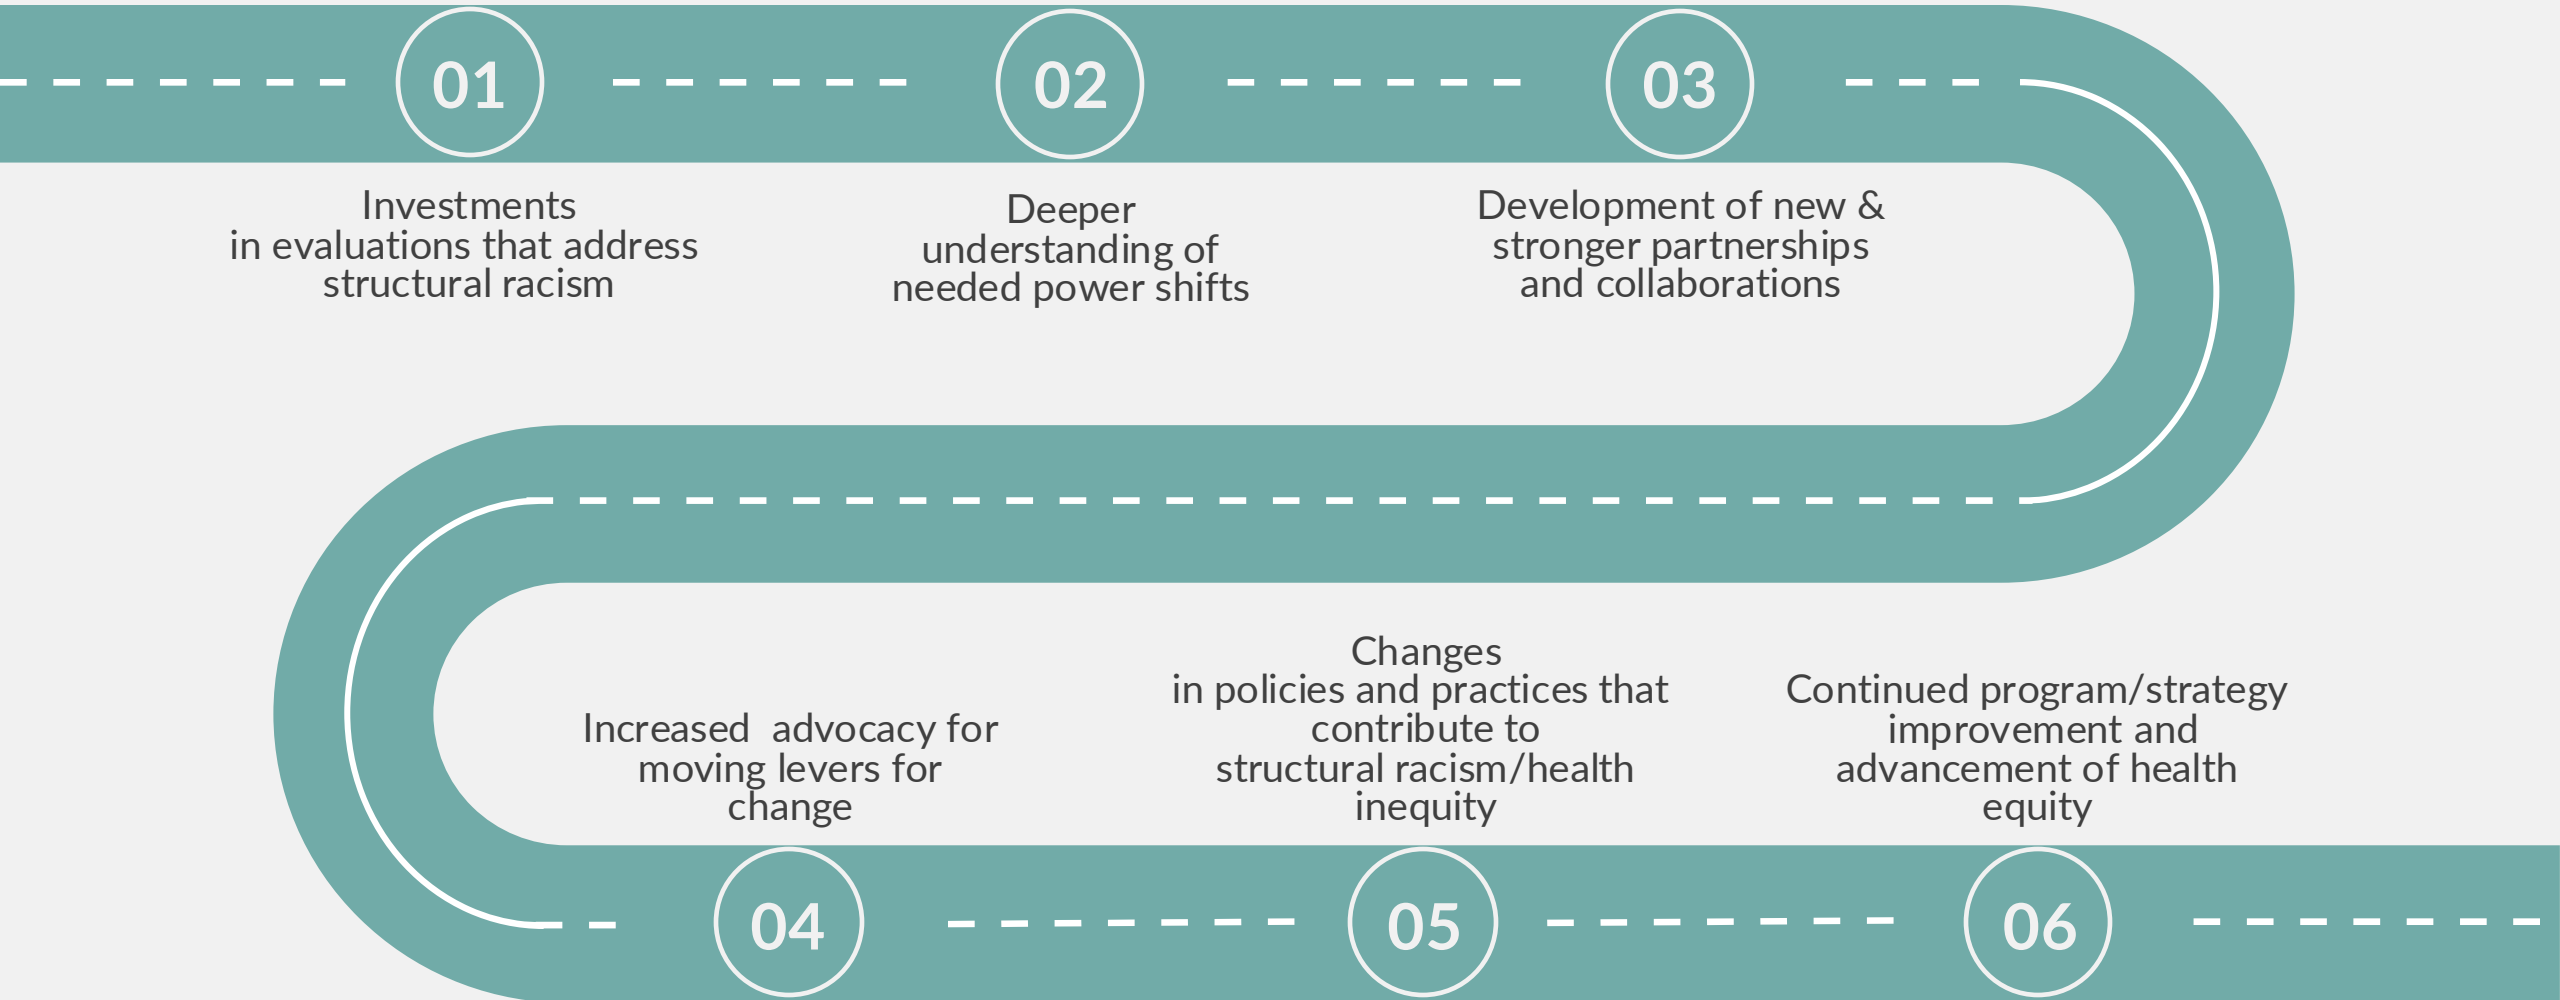 01
Investments
in evaluations that address
structural racism
02
Deeper
understanding of
needed power shifts
03
Development of new &
stronger partnerships
and collaborations
Increased  advocacy for
moving levers for
change
04
Changes
in policies and practices that
contribute to
structural racism/health
inequity
05
Continued program/strategy
improvement and
advancement of health
equity
06